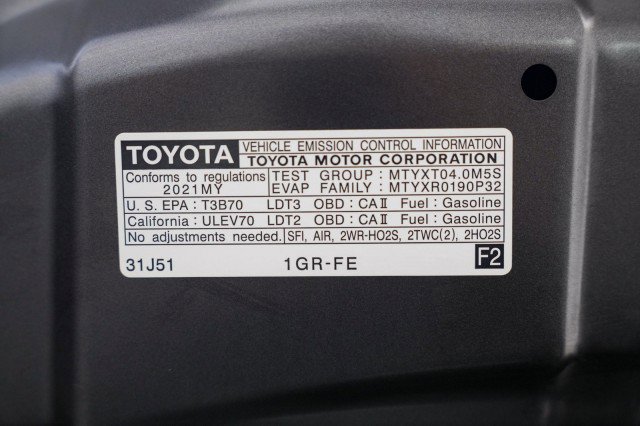 TOYOTA VEHICLE EMISSION CONTROL INFORMATION
TOYOTA MOTOR CORPORATION
Conforms to regulations TEST GROUP : MTYXT04.0M5S
2021MY EVAP FAMILY : MTYXR0190P32
U.S. EPA : T3B70 LDT3 OBD : CAⅡ Fuel : Gasoline
California : ULEV70 LDT2 OBD : CAⅡ Fuel : Gasoline
No adjustments needed. SFI, AIR, 2WR-HO2S, 2TWC(2), 2HO2S
31J51 1GR-FE F2